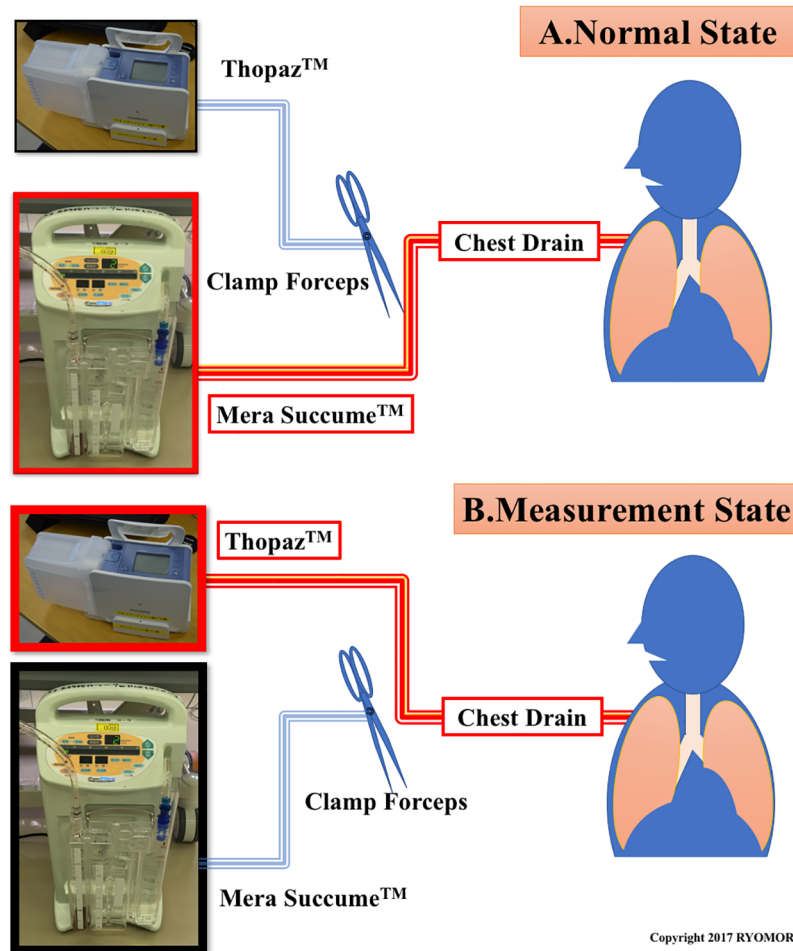 A.Normal State
Thopaz™
Clamp Forceps
Chest Drain
Mera Succume™
B.Measurement State
Thopaz™
Chest Drain
Clamp Forceps
Mera Succume™
Copyright 2017 RYOMOR